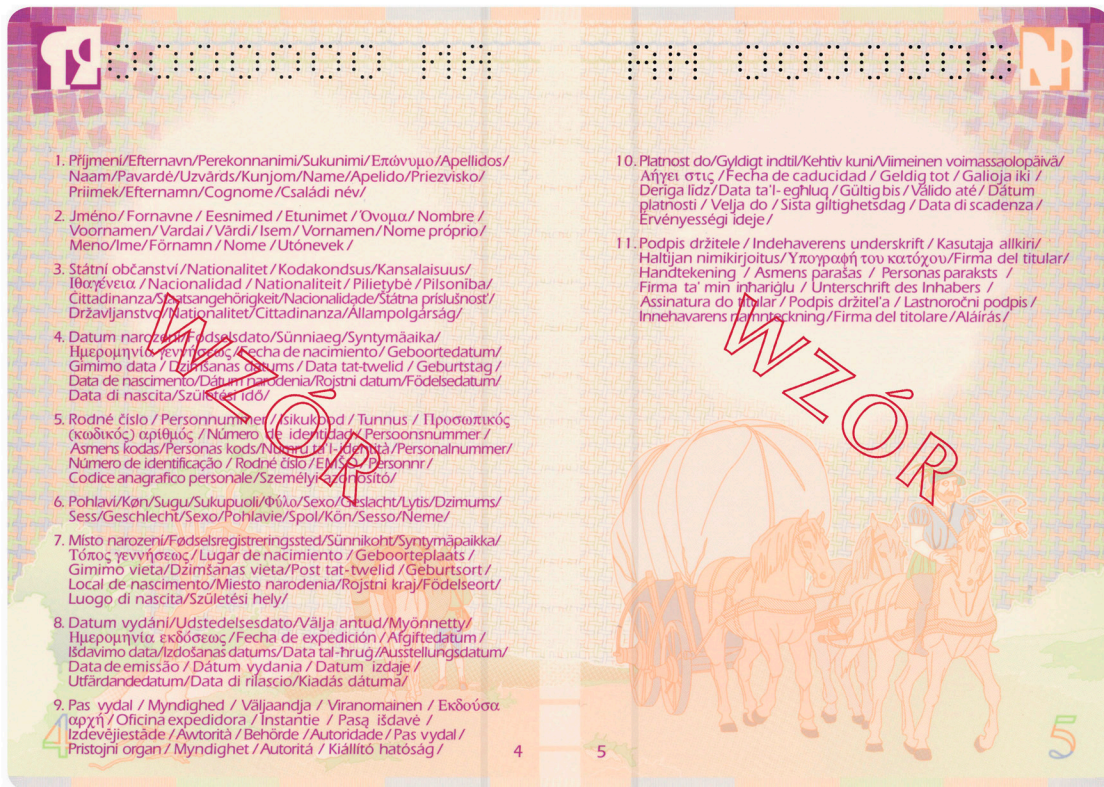 0000000 NA
AN 0000000
1. Příjmení/Efternavn/Perekonnanimi/Sukunimi/Επώνυμο/Apellidos/
Naam/Pavardė/Uzvārds/Kunjom/Name/Apelido/Priezvisko/
Priimek/Efternamn/Cognome/Családi név/
2. Jméno/Fornavne/Eesnimed/Etunimet/Όνομα/Nombre/
Voornamen/Vardai/Vārdi/Isem/Vornamen/Nome próprio/
Meno/Ime/Förnamn/Nome/Utónevek/
3. Státní občanství/Nationalitet/Kodakondsus/Kansalaisuus/
Ιθαγένεια/Nacionalidad/Nationaliteit/Pilietybė/Pilsonība/
Cittadinanza/Staatsangehörigkeit/Nacionalidade/Štátna príslušnosť/
Državljanstvo/Nationalitet/Cittadinanza/Állampolgárság/
4. Datum narození/Fødselsdato/Sünniaeg/Syntymäaika/
Ημερομηνία γεννήσεως/Fecha de nacimiento/Geboortedatum/
Gimimo data/Dzimšanas datums/Data tat-twelid/Geburtstag/
Data de nascimento/Dátum narodenia/Rojstni datum/Födelsedatum/
Data di nascita/Születési idő/
5. Rodné číslo/Personnummer/Isikukood/Tunnus/Προσωπικός
(κωδικός) αρίθμός/Número de identidad/Persoonsnummer/
Asmens kodas/Personas kods/Numru ta'l-identità/Personalnummer/
Número de identificação/Rodné číslo/EMŠO/Personnr/
Codice anagrafico personale/Személyi azonosító/
6. Pohlaví/Køn/Sugu/Sukupuoli/Φύλο/Sexo/Geslacht/Lytis/Dzimums/
Sess/Geschlecht/Sexo/Pohlavie/Spol/Kön/Sesso/Neme/
7. Místo narození/Fødselsregistreringssted/Sünnikoht/Syntymäpaikka/
Τόπος γεννήσεως/Lugar de nacimiento/Geboorteplaats/
Gimimo vieta/Dzimšanas vieta/Post tat-twelid/Geburtsort/
Local de nascimento/Miesto narodenia/Rojstni kraj/Födelseort/
Luogo di nascita/Születési hely/
8. Datum vydání/Udstedelsesdato/Välja antud/Myönnetty/
Ημερομηνία εκδόσεως/Fecha de expedición/Afgiftedatum/
Išdavimo data/Izdošanas datums/Data tal-ħruġ/Ausstellungsdatum/
Data de emissão/Dátum vydania/Datum izdaje/
Utfärdandedatum/Data di rilascio/Kiadás dátuma/
9. Pas vydal/Myndighed/Väljaandja/Viranomainen/Εκδούσα
αρχή/Oficina expedidora/Instantie/Pasą išdavė/
Izdevējiestāde/Awtorità/Behörde/Autoridade/Pas vydal/
Pristojni organ/Myndighet/Autoritá/Kiállító hatóság/
4
4
10. Platnost do/Gyldigt indtil/Kehtiv kuni/Viimeinen voimassaolopäivä/
Λήγει στις/Fecha de caducidad/Geldig tot/Galioja iki/
Deriga līdz/Data ta'l-egħluq/Gültig bis/Válido até/Dátum
platnosti/Velja do/Sista giltighetsdag/Data di scadenza/
Érvényességi ideje/
11. Podpis držitele/Indehaverens underskrift/Kasutaja allkiri/
Haltijan nimikirjoitus/Υπογραφή του κατόχου/Firma del titular/
Handtekening/Asmens parašas/Personas paraksts/
Firma ta' min inħariġlu/Unterschrift des Inhabers/
Assinatura do titular/Podpis držiteľa/Lastnoročni podpis/
Innehavarens namnteckning/Firma del titolare/Aláírás/
5
5
WZÓR
WZÓR